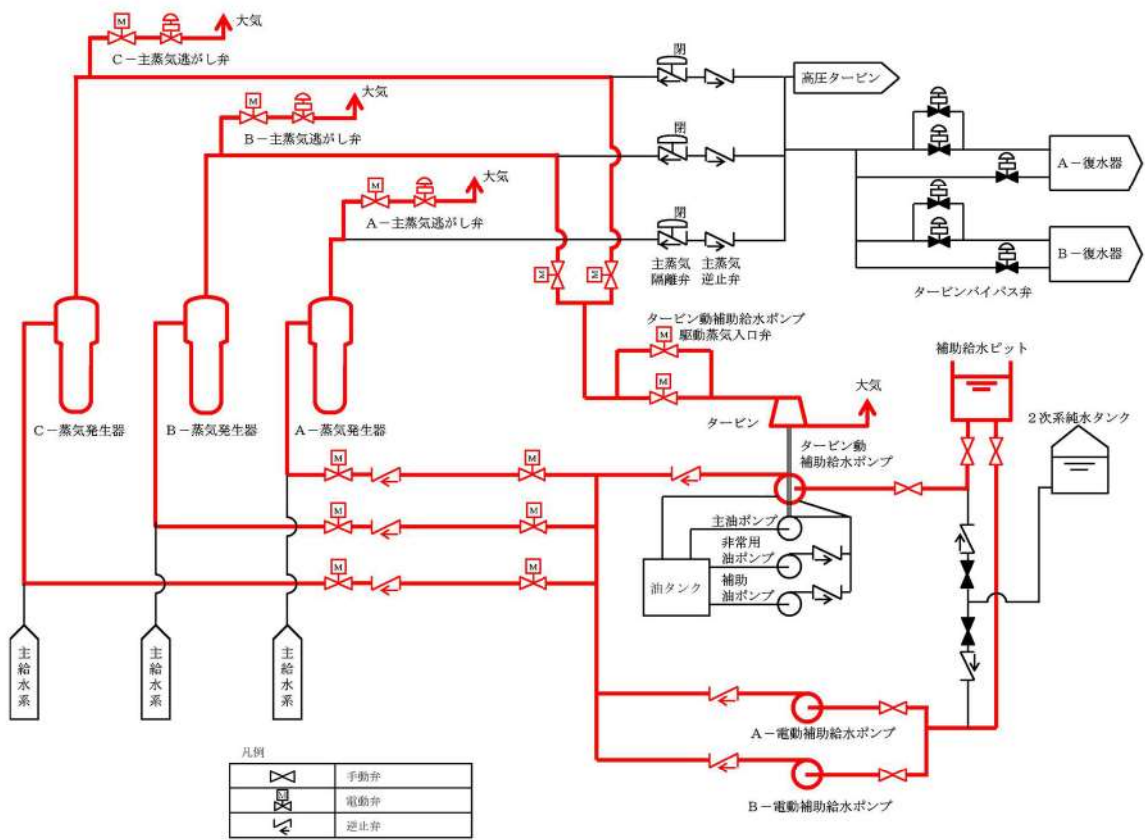 大気
M
C－主蒸気逃がし弁
大気
M
B－主蒸気逃がし弁
大気
M
A－主蒸気逃がし弁
閉
閉
閉
主蒸気
隔離弁
主蒸気
逆止弁
高圧タービン
A－復水器
B－復水器
タービンバイパス弁
M
M
タービン動補助給水ポンプ
駆動蒸気入口弁
M
M
大気
タービン
補助給水ピット
2次系純水タンク
C－蒸気発生器
B－蒸気発生器
A－蒸気発生器
タービン動
補助給水ポンプ
M
M
M
M
M
M
主油ポンプ
非常用
油ポンプ
補助
油ポンプ
油タンク
主給水系
主給水系
主給水系
A－電動補助給水ポンプ
B－電動補助給水ポンプ
凡例
手動弁
M
電動弁
逆止弁